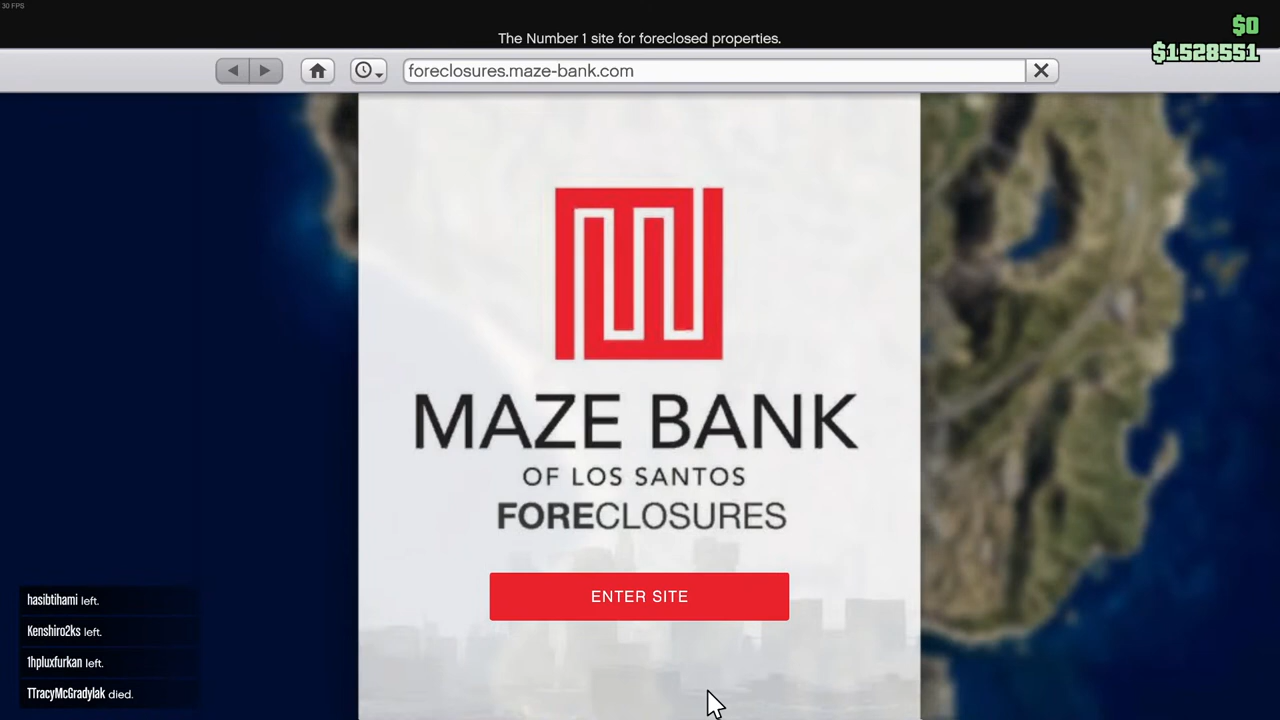 30 FPS
$0
The Number 1 site for foreclosed properties.
$1528551
foreclosures.maze-bank.com
MAZE BANK
OF LOS SANTOS
FORECLOSURES
ENTER SITE
hasibtihami left.
Kenshiro2ks left.
1hpluxfurkan left.
TTracyMcGradylak died.